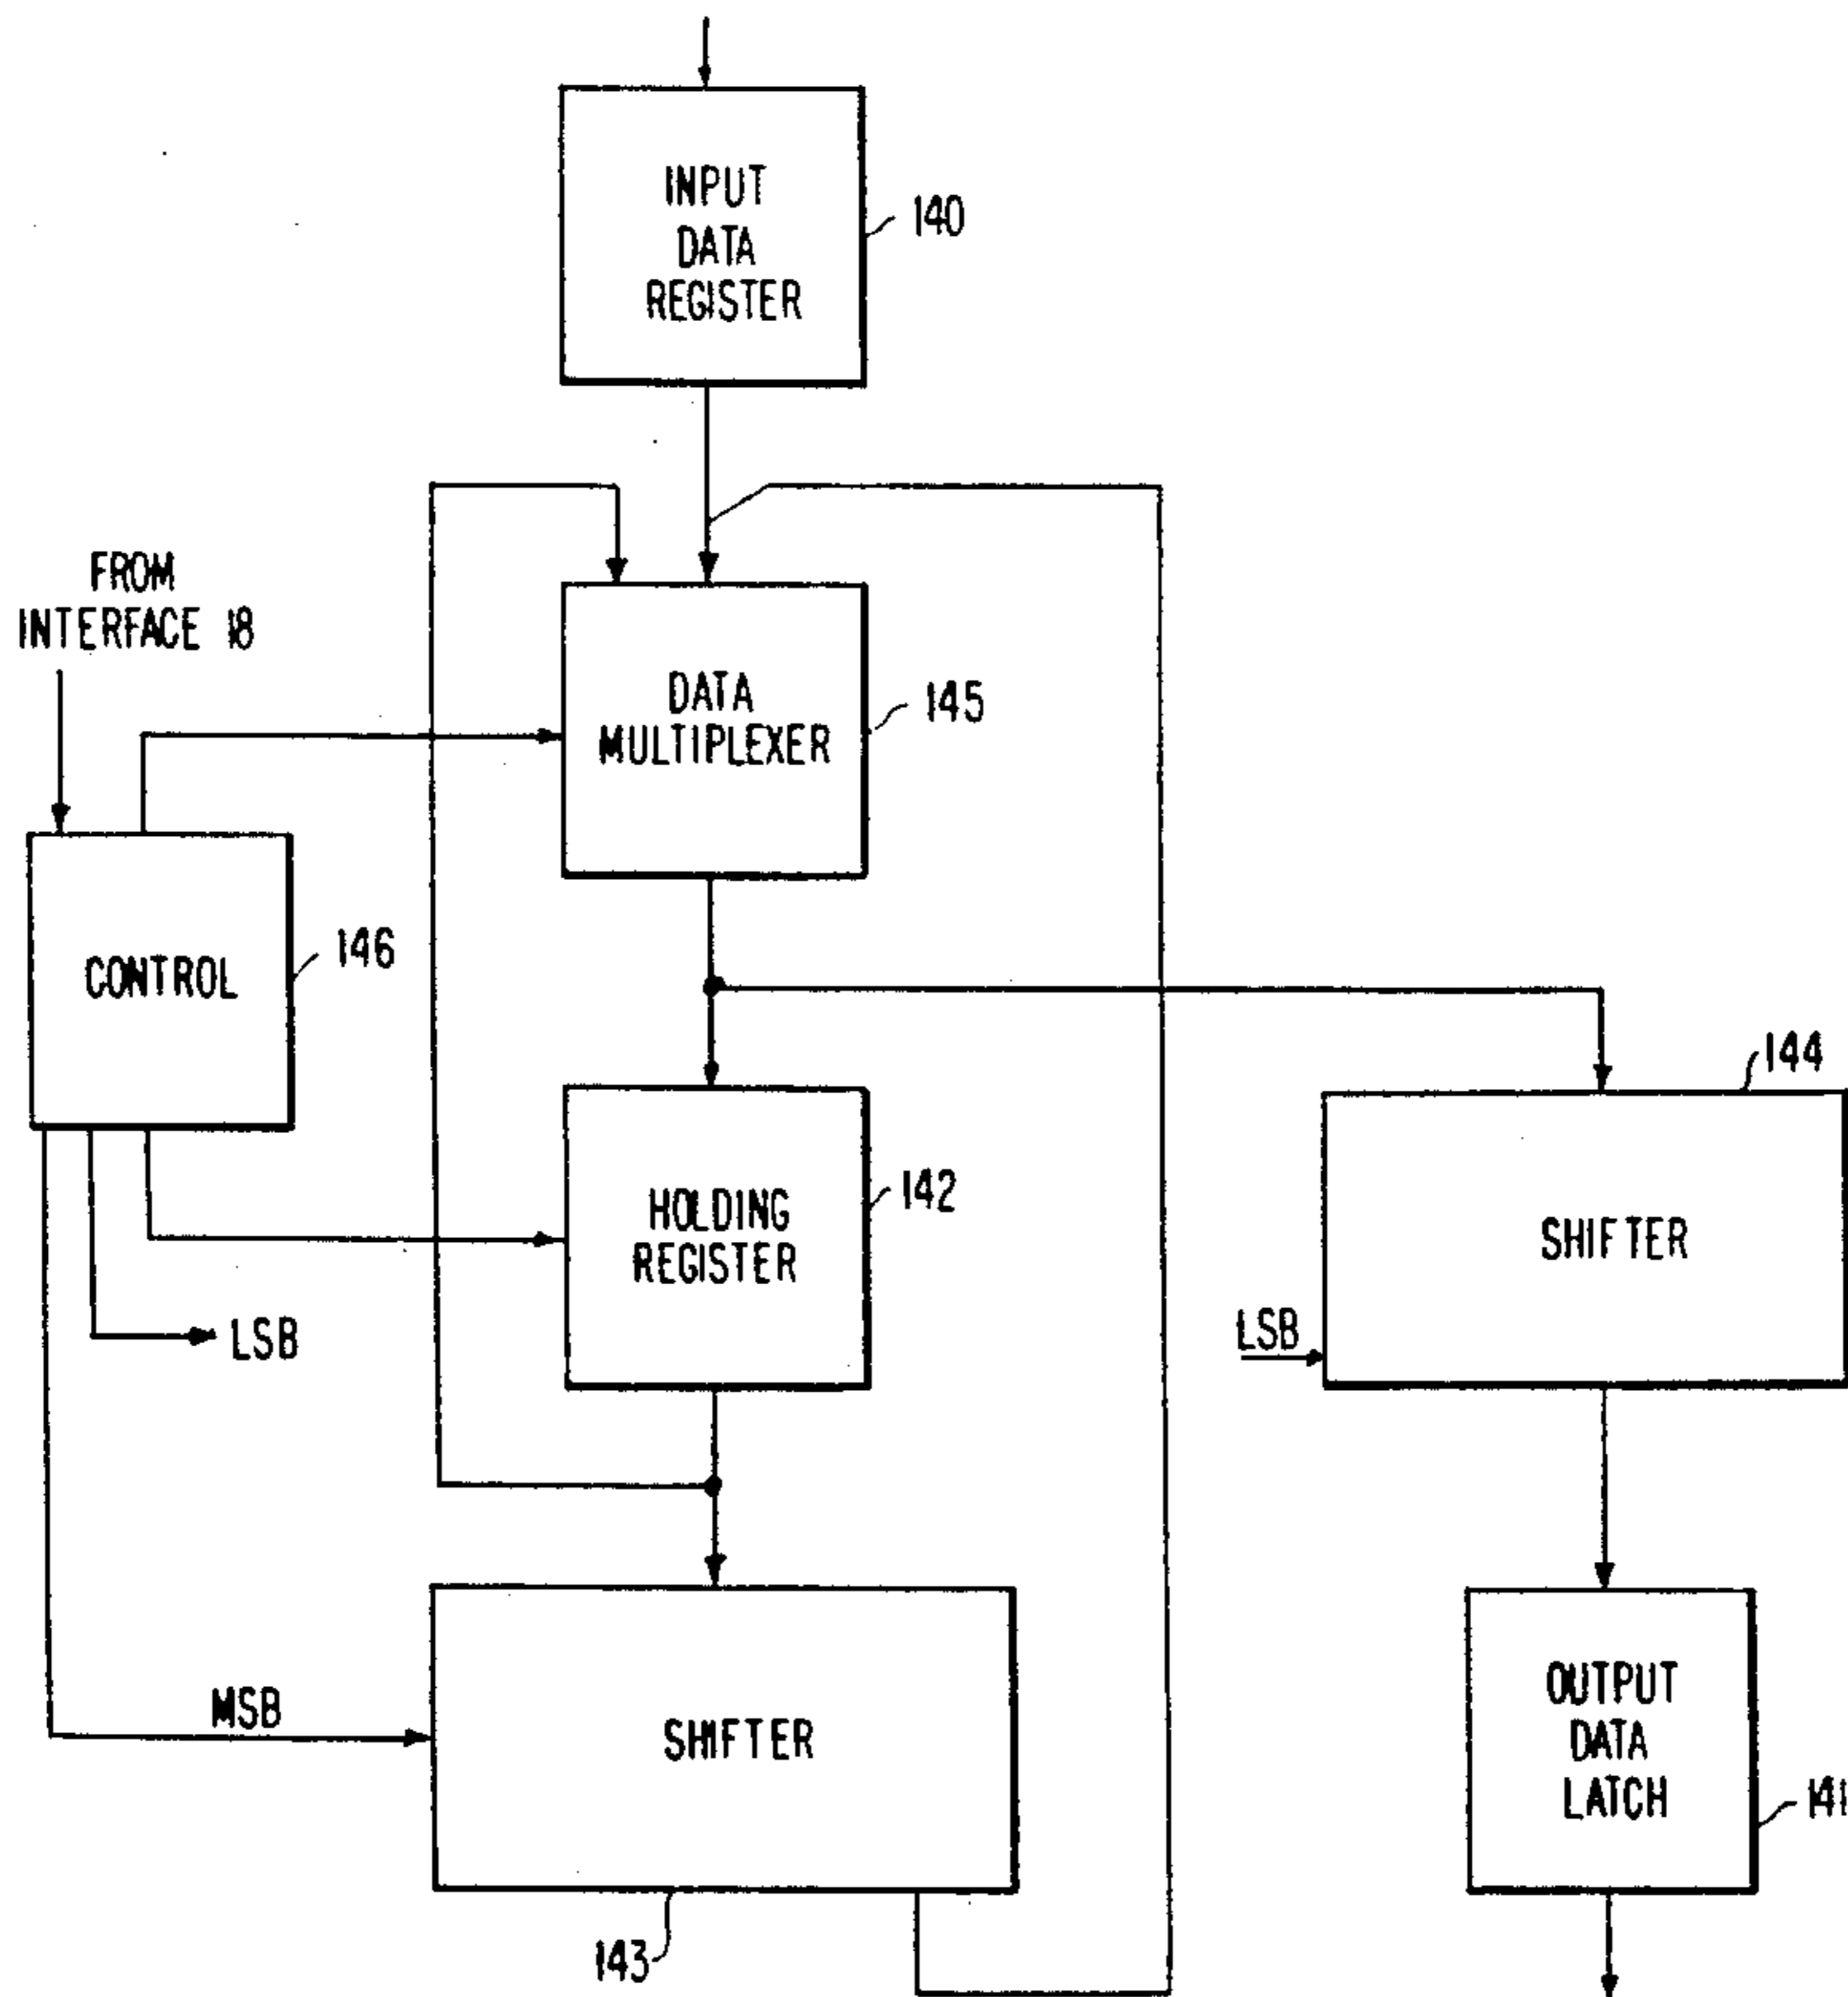 INPUT
DATA
REGISTER
140
FROM
INTERFACE 18
DATA
MULTIPLEXER
145
CONTROL
146
144
HOLDING
REGISTER
142
SHIFTER
LSB
LSB
MSB
SHIFTER
OUTPUT
DATA
LATCH
141
143